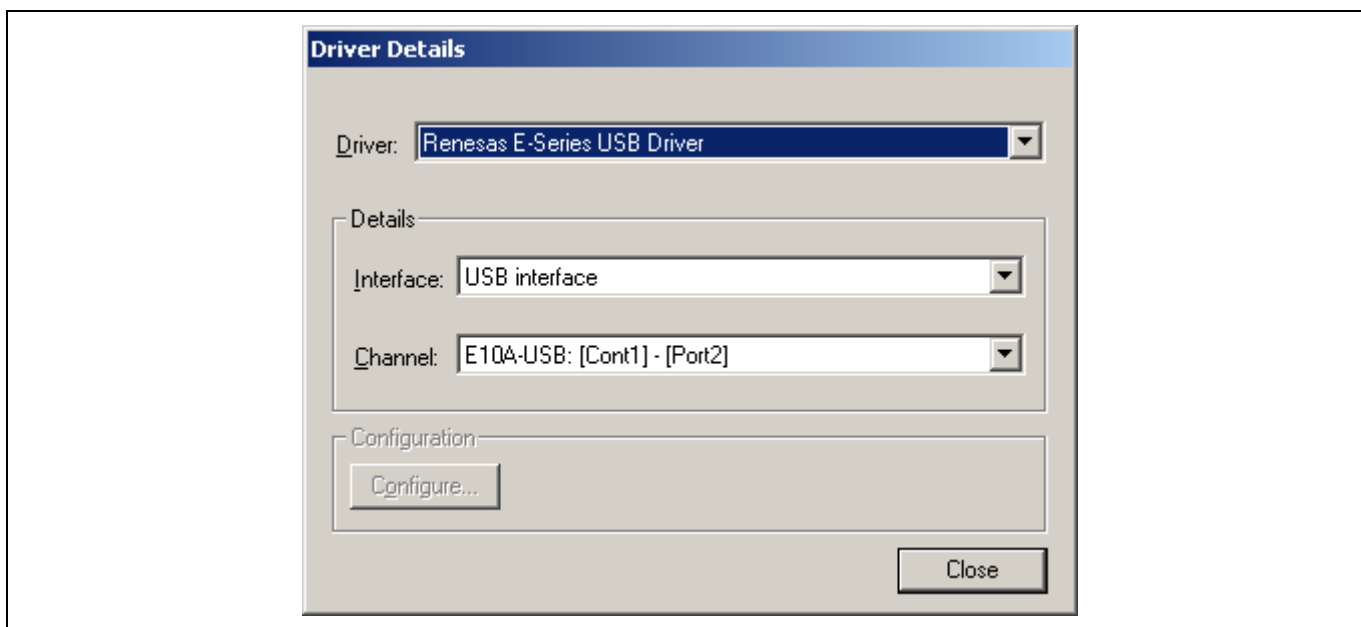 Driver Details
Driver: Renesas E-Series USB Driver
Details
Interface: USB interface
Channel: E10A-USB: [Cont1] - [Port2]
Configuration
Configure...
Close